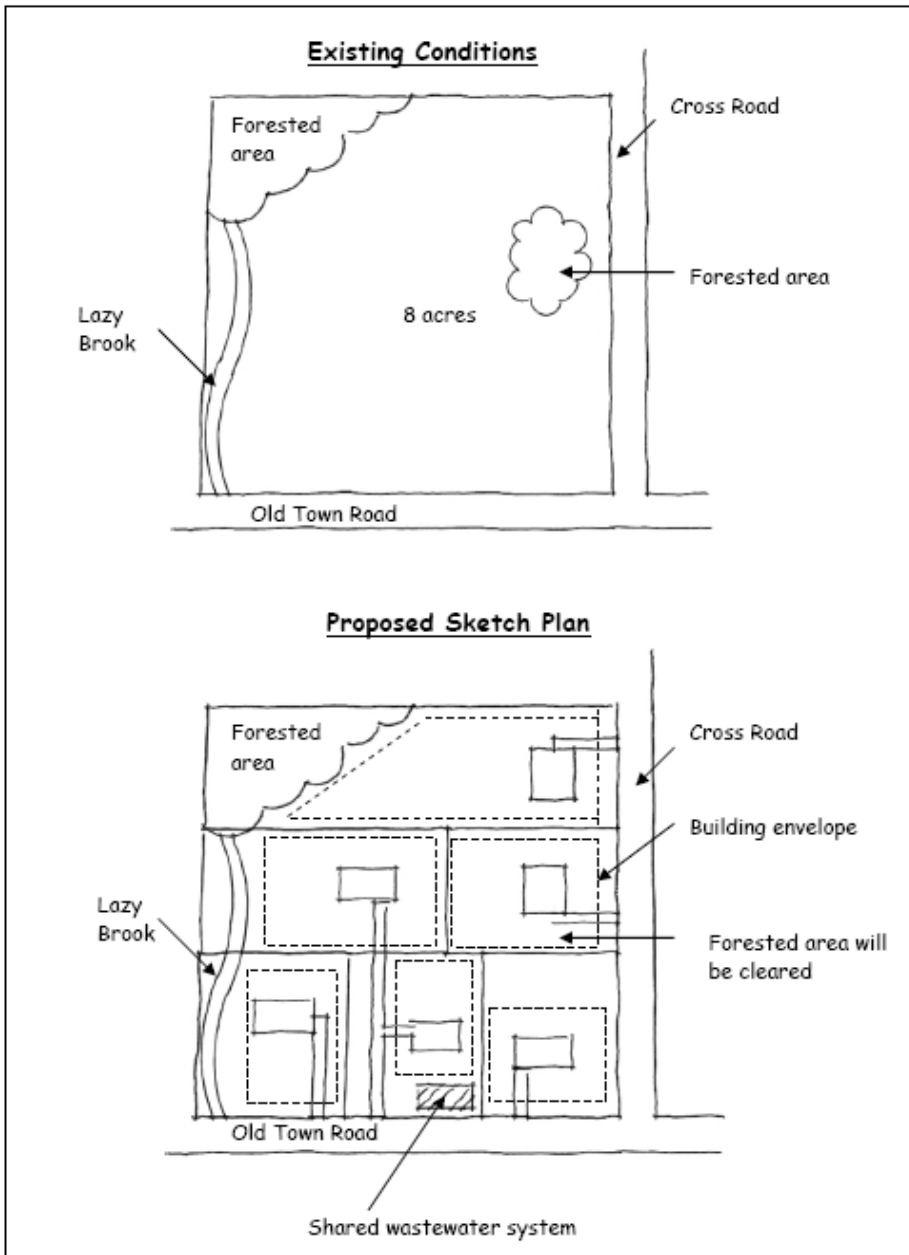 Existing Conditions
Forested
area
Cross Road
Forested area
8 acres
Lazy
Brook
Old Town Road
Proposed Sketch Plan
Forested
area
Cross Road
Building envelope
Lazy
Brook
Forested area will
be cleared
Old Town Road
Shared wastewater system